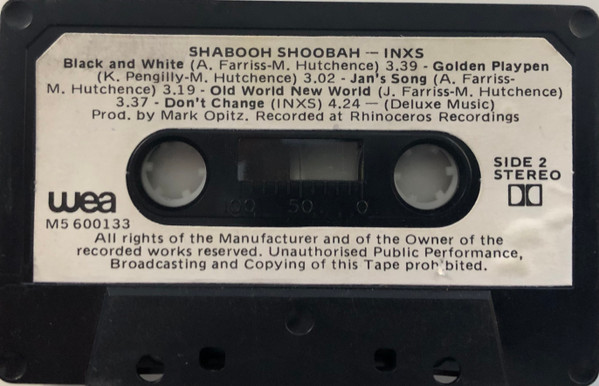 SHABOOH SHOOBAH — INXS
Black and White (A. Farriss-M. Hutchence) 3.39 - Golden Playpen
(K. Pengilly-M. Hutchence) 3.02 - Jan's Song (A. Farriss-
M. Hutchence) 3.19 - Old World New World (J. Farriss-M. Hutchence)
3.37 - Don't Change (INXS) 4.24 — (Deluxe Music)
Prod. by Mark Opitz. Recorded at Rhinoceros Recordings
SIDE 2
STEREO
wea
M5 600133
100 50 0
All rights of the Manufacturer and of the Owner of the
recorded works reserved. Unauthorised Public Performance,
Broadcasting and Copying of this Tape prohibited.